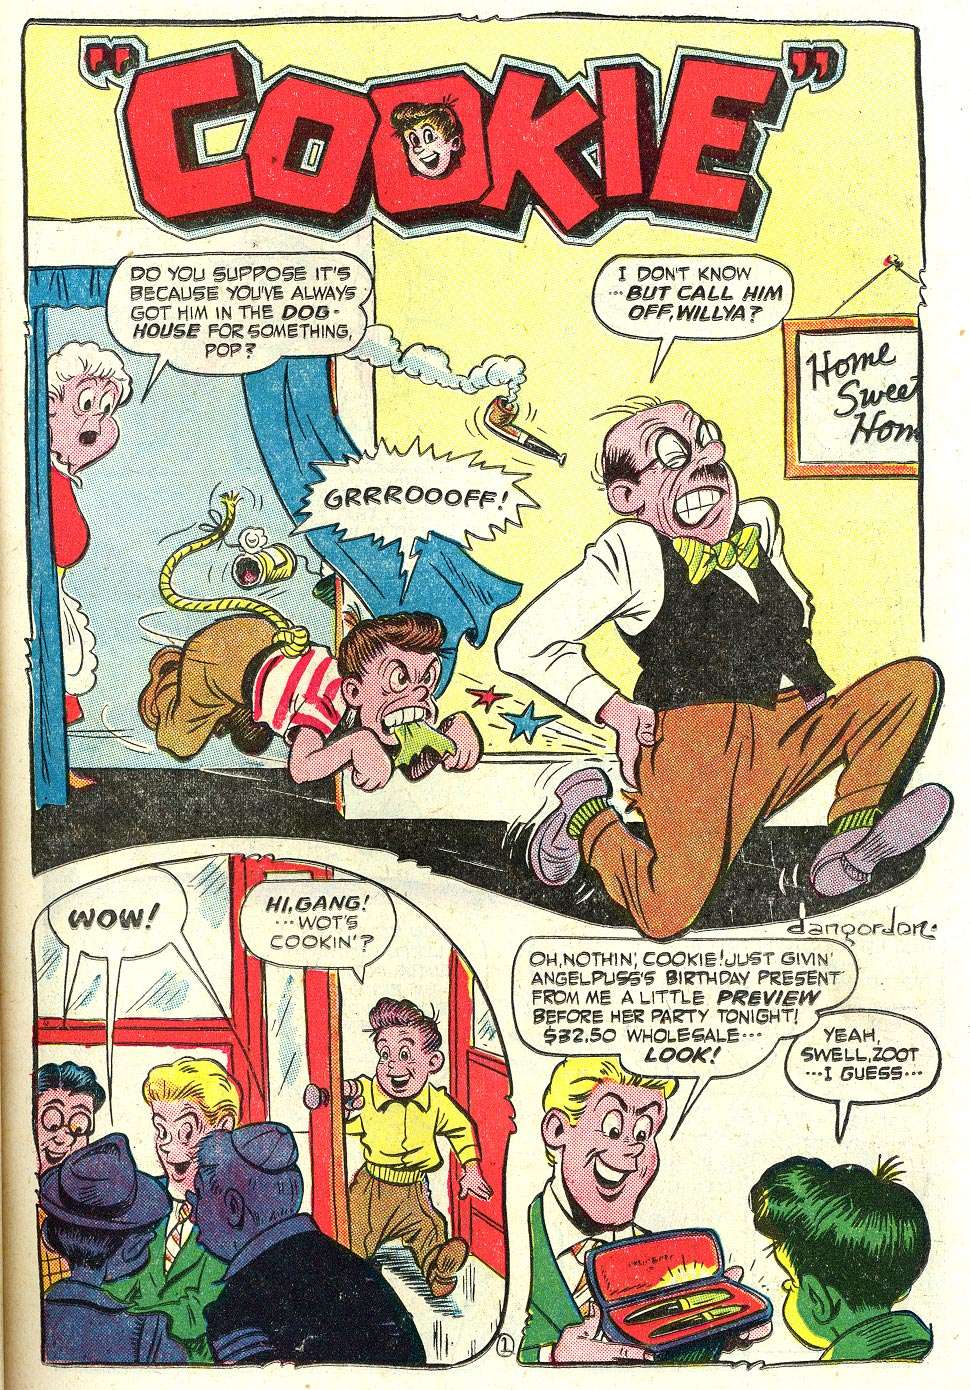 "COOKIE"
DO YOU SUPPOSE IT'S
BECAUSE YOU'VE ALWAYS
GOT HIM IN THE DOG-
HOUSE FOR SOMETHING,
POP?
I DON'T KNOW
...BUT CALL HIM
OFF, WILLYA?
Home
Sweet
Hom
GRRROOOFF!
dangordon.
WOW!
HI, GANG!
...WOT'S
COOKIN'?
OH, NOTHIN', COOKIE! JUST GIVIN'
ANGELPUSS'S BIRTHDAY PRESENT
FROM ME A LITTLE PREVIEW
BEFORE HER PARTY TONIGHT!
$32.50 WHOLESALE...
LOOK!
YEAH,
SWELL, ZOOT
...I GUESS...
1